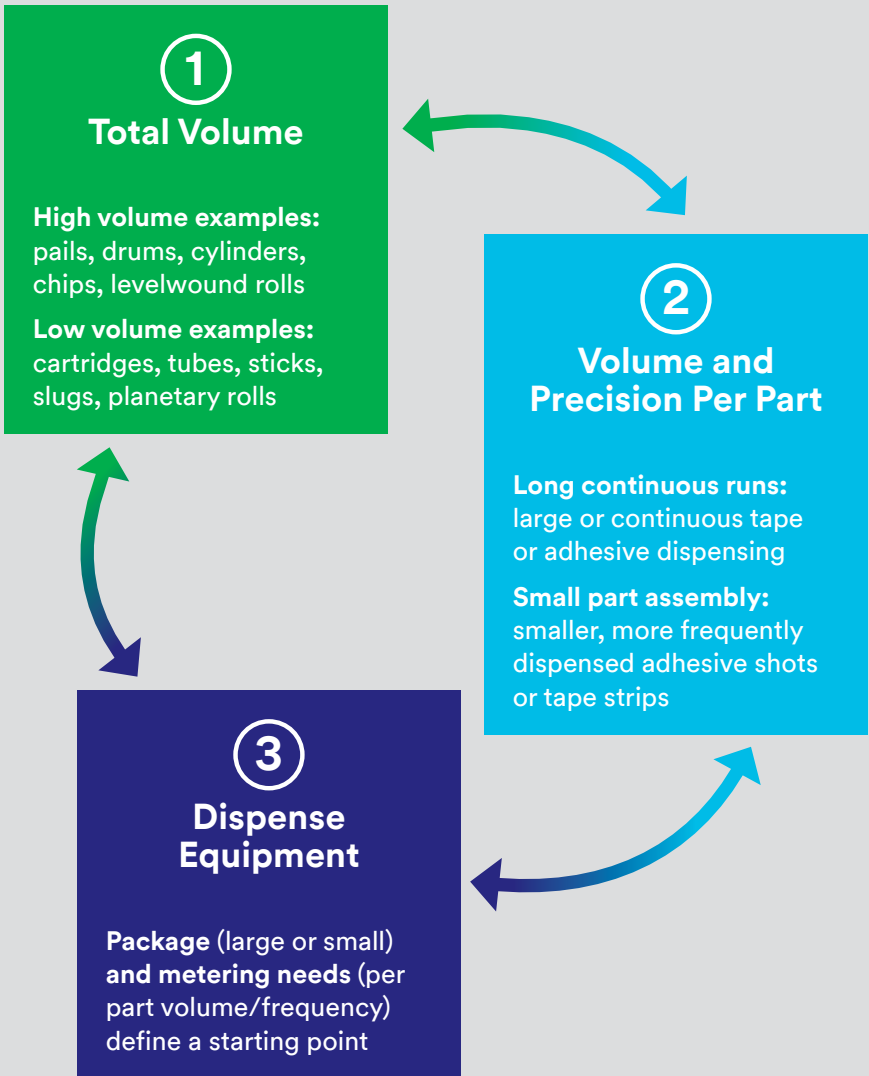 1
Total Volume
High volume examples:
pails, drums, cylinders,
chips, levelwound rolls
Low volume examples:
cartridges, tubes, sticks,
slugs, planetary rolls
2
Volume and
Precision Per Part
Long continuous runs:
large or continuous tape
or adhesive dispensing
Small part assembly:
smaller, more frequently
dispensed adhesive shots
or tape strips
3
Dispense
Equipment
Package (large or small)
and metering needs (per
part volume/frequency)
define a starting point